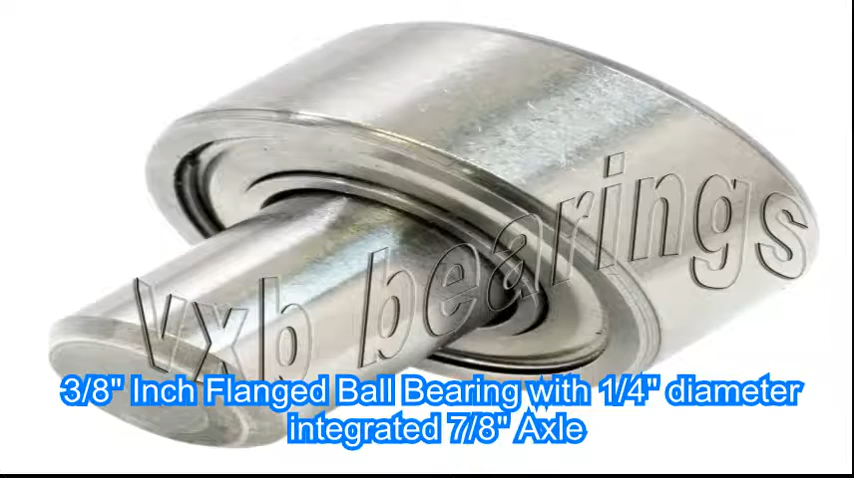 vxb bearings
3/8" Inch Flanged Ball Bearing with 1/4" diameter
integrated 7/8" Axle